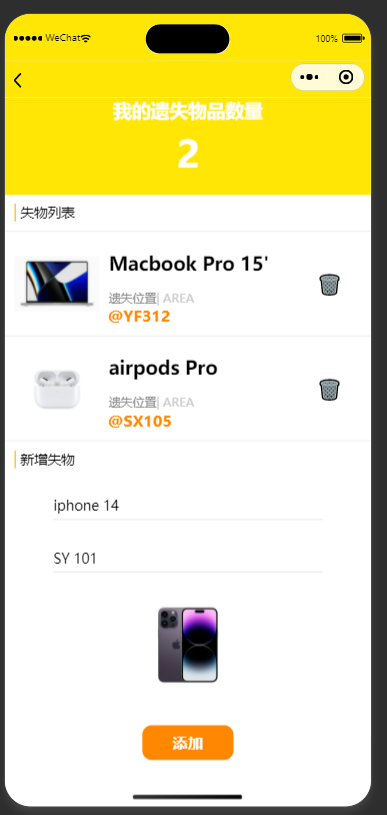 WeChat
100%
我的遗失物品数量
2
失物列表
Macbook Pro 15'
遗失位置| AREA
@YF312
airpods Pro
遗失位置| AREA
@SX105
新增失物
iphone 14
SY 101
添加